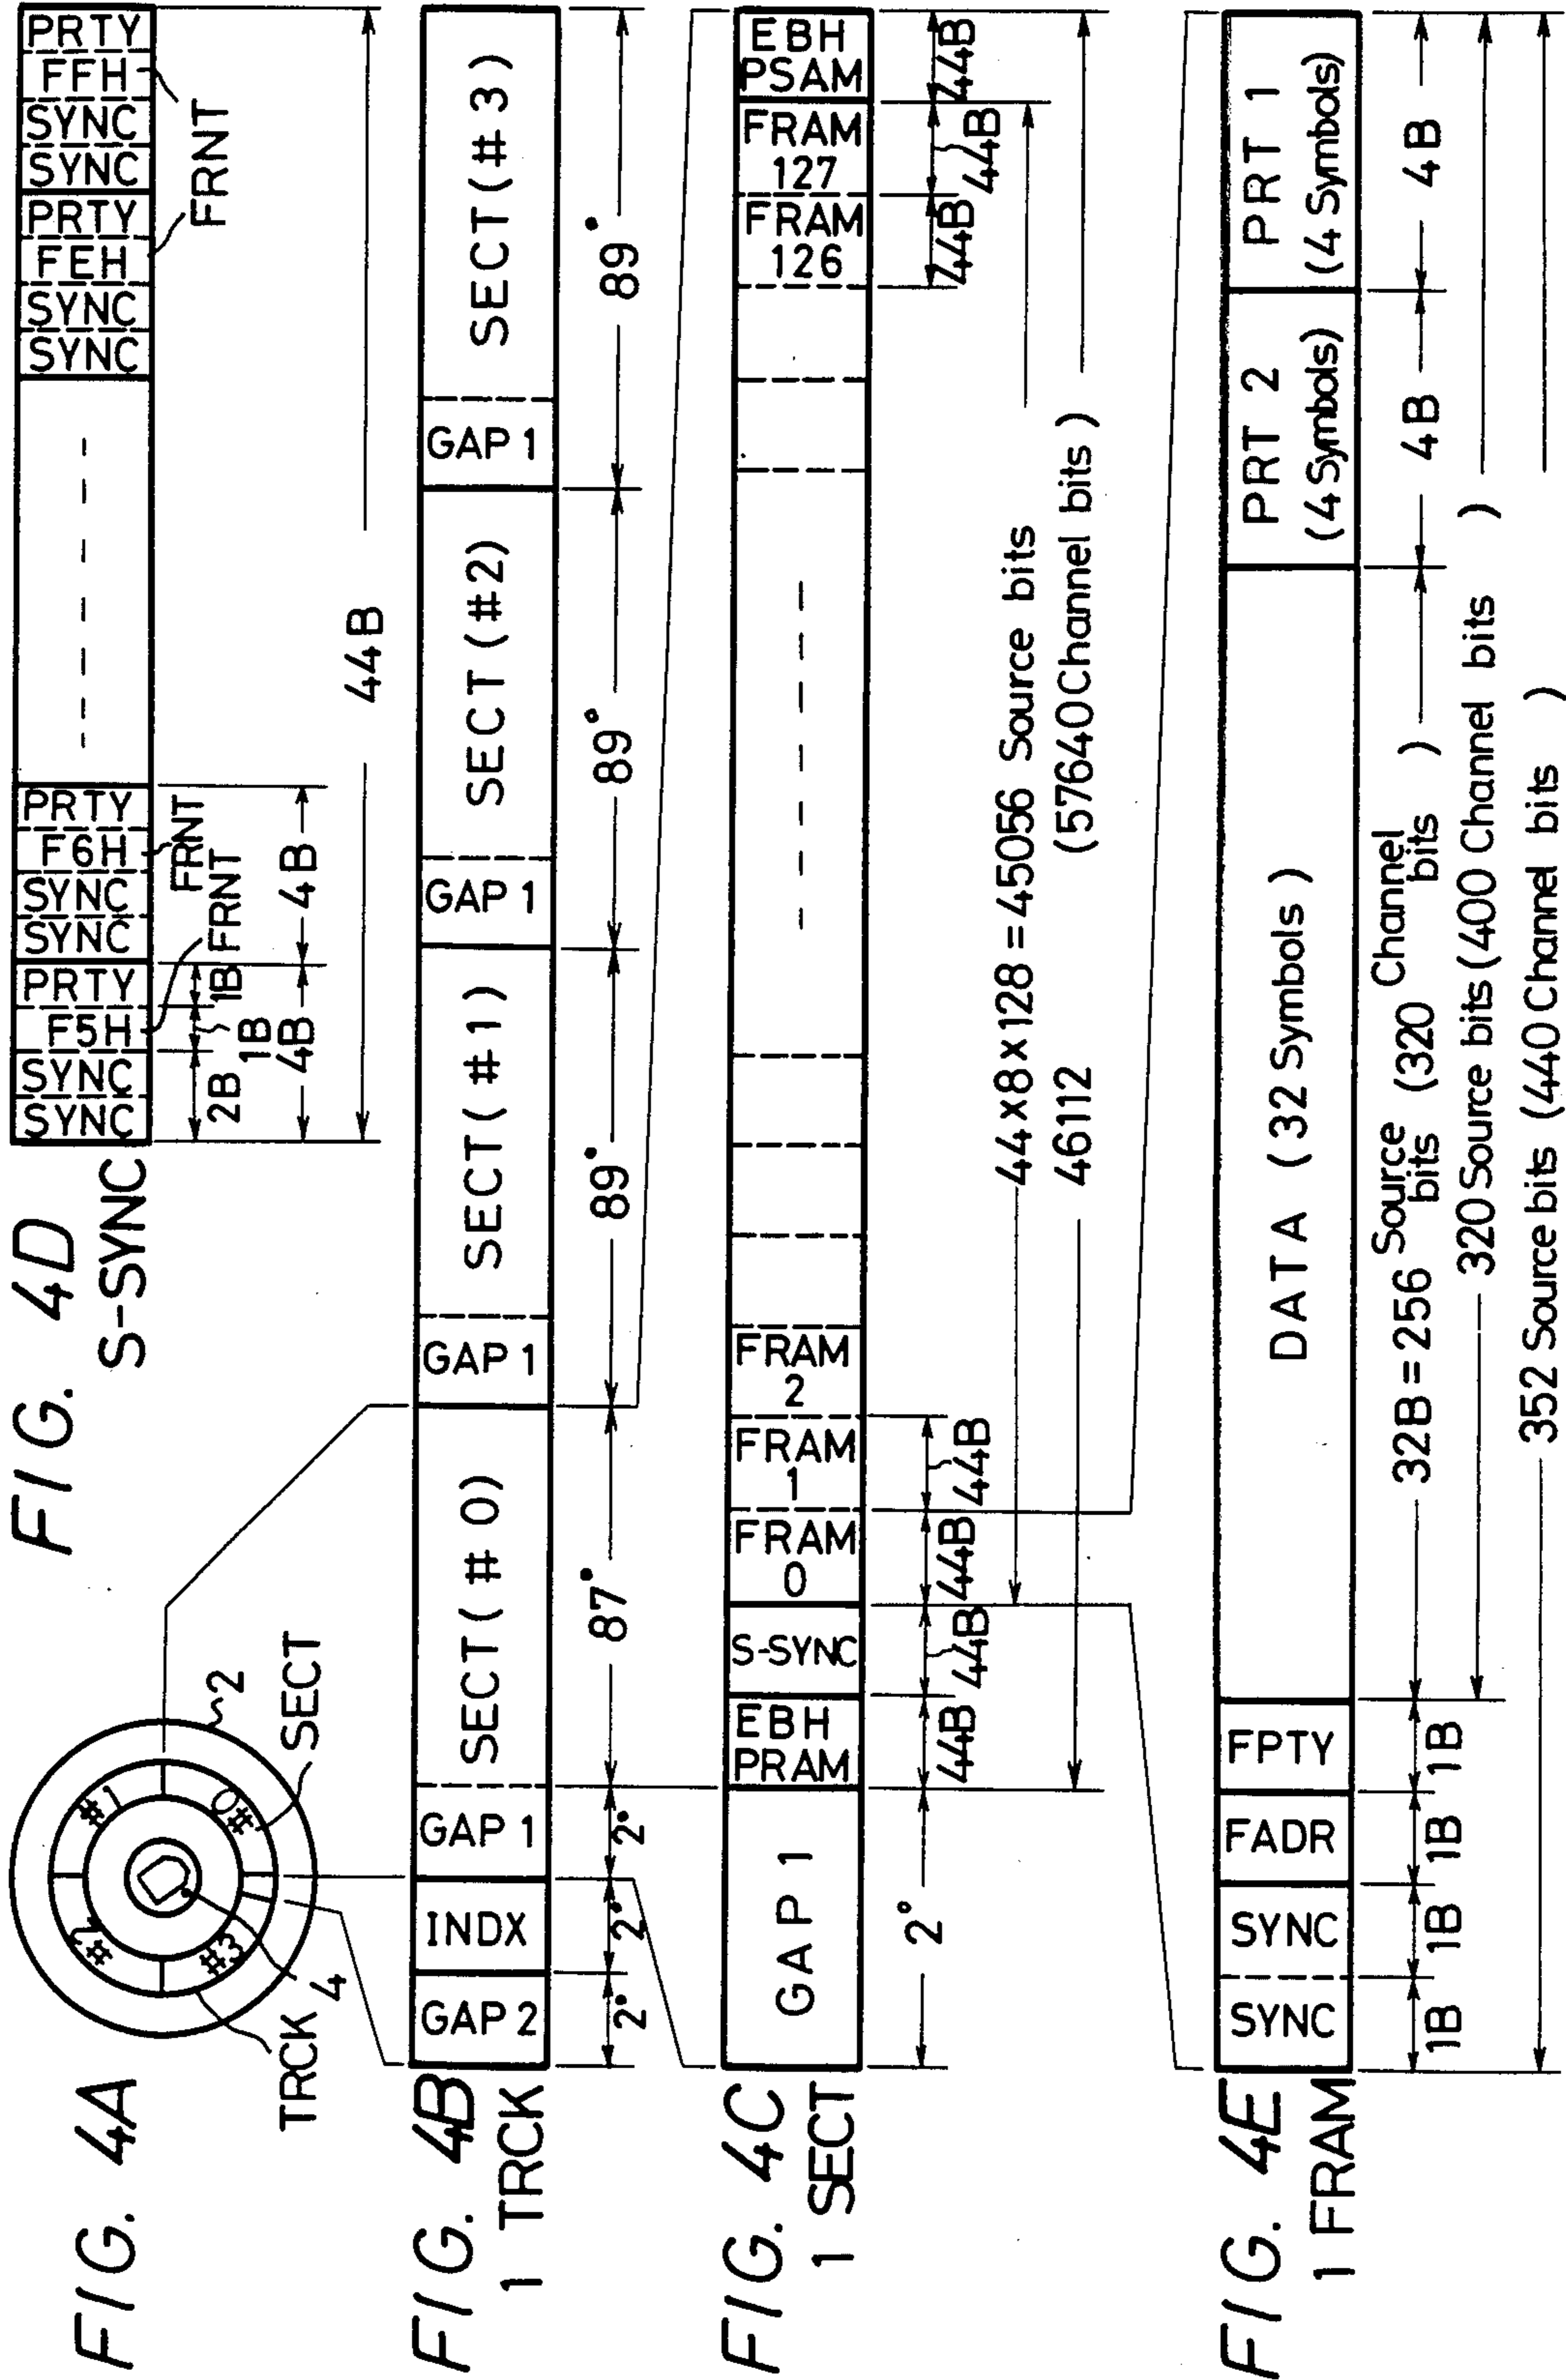 FIG. 4A
TRCK
4
SECT
2
#0
#1
#2
#3
FIG. 4D
S-SYNC
SYNC SYNC F5H PRTY SYNC SYNC F6H PRTY SYNC SYNC FEH PRTY SYNC SYNC FFH PRTY
2B 1B 1B FRNT FRNT FRNT
4B 4B
44B
FIG. 4B
1 TRCK
GAP 2 INDX GAP 1 SECT (#0) GAP 1 SECT (#1) GAP 1 SECT (#2) GAP 1 SECT (#3)
2° 2° 2° 87° 89° 89° 89°
FIG. 4C
1 SECT
GAP 1 EBH PRAM S-SYNC FRAM 0 FRAM 1 FRAM 2 FRAM 126 FRAM 127 EBH PSAM
2° 44B 44B 44B 44B 44B 44B 44B
44x8x128=45056 Source bits
46112 (57640 Channel bits)
FIG. 4E
1 FRAM
SYNC SYNC FADR FPTY DATA (32 Symbols) PRT 2 (4 Symbols) PRT 1 (4 Symbols)
1B 1B 1B 1B 32B=256 Source bits (320 Channel bits) 4B 4B
320 Source bits (400 Channel bits)
352 Source bits (440 Channel bits)